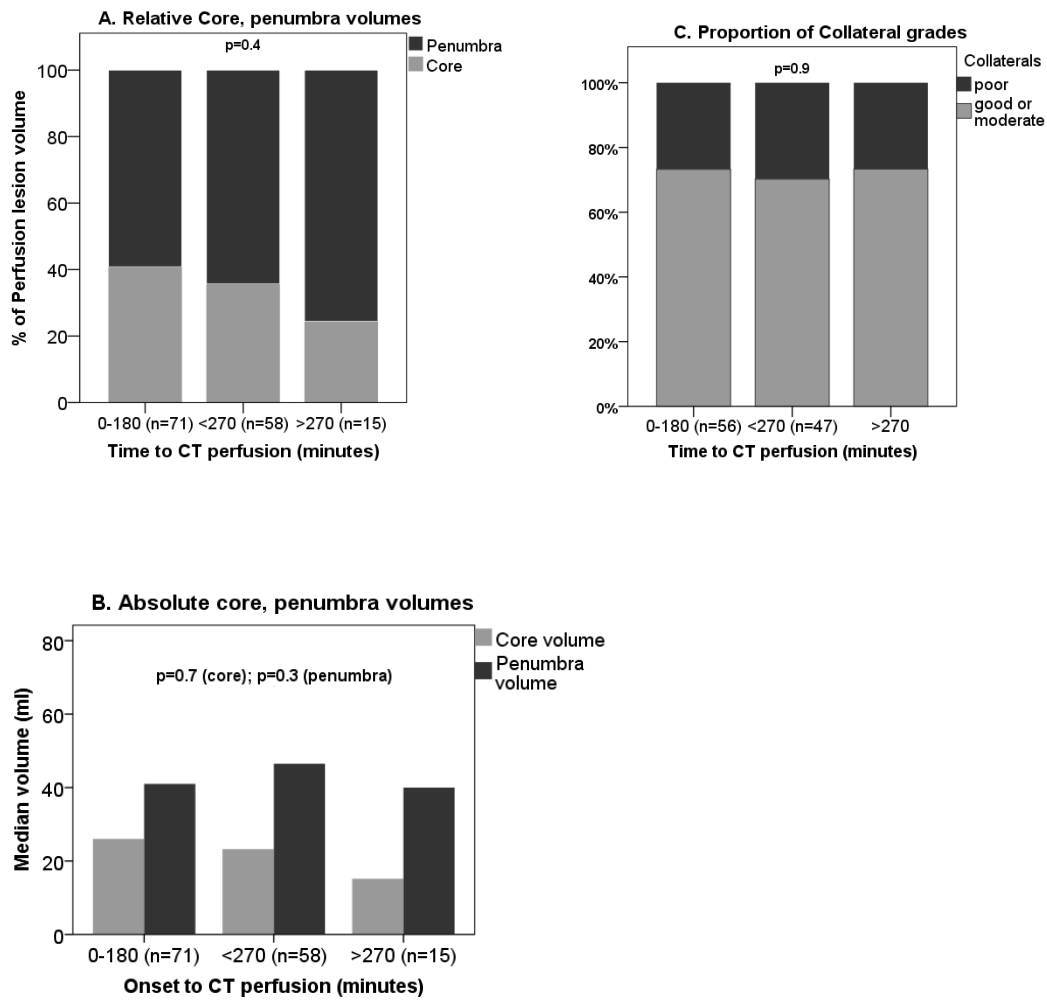 A. Relative Core, penumbra volumes
p=0.4
Penumbra
Core
% of Perfusion lesion volume
100
80
60
40
20
0
0-180 (n=71) <270 (n=58) >270 (n=15)
Time to CT perfusion (minutes)
C. Proportion of Collateral grades
p=0.9
Collaterals
poor
good or
moderate
100%
80%
60%
40%
20%
0%
0-180 (n=56) <270 (n=47) >270
Time to CT perfusion (minutes)
B. Absolute core, penumbra volumes
p=0.7 (core); p=0.3 (penumbra)
Core volume
Penumbra
volume
Median volume (ml)
80
60
40
20
0
0-180 (n=71) <270 (n=58) >270 (n=15)
Onset to CT perfusion (minutes)